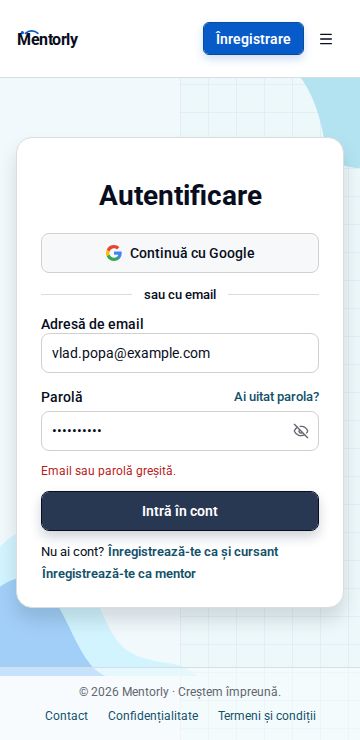 Mentorly
Înregistrare
Autentificare
Continuă cu Google
sau cu email
Adresă de email
vlad.popa@example.com
Parolă
Ai uitat parola?
••••••••••
Email sau parolă greșită.
Intră în cont
Nu ai cont? Înregistrează-te ca și cursant
Înregistrează-te ca mentor
© 2026 Mentorly · Creștem împreună.
Contact Confidențialitate Termeni și condiții